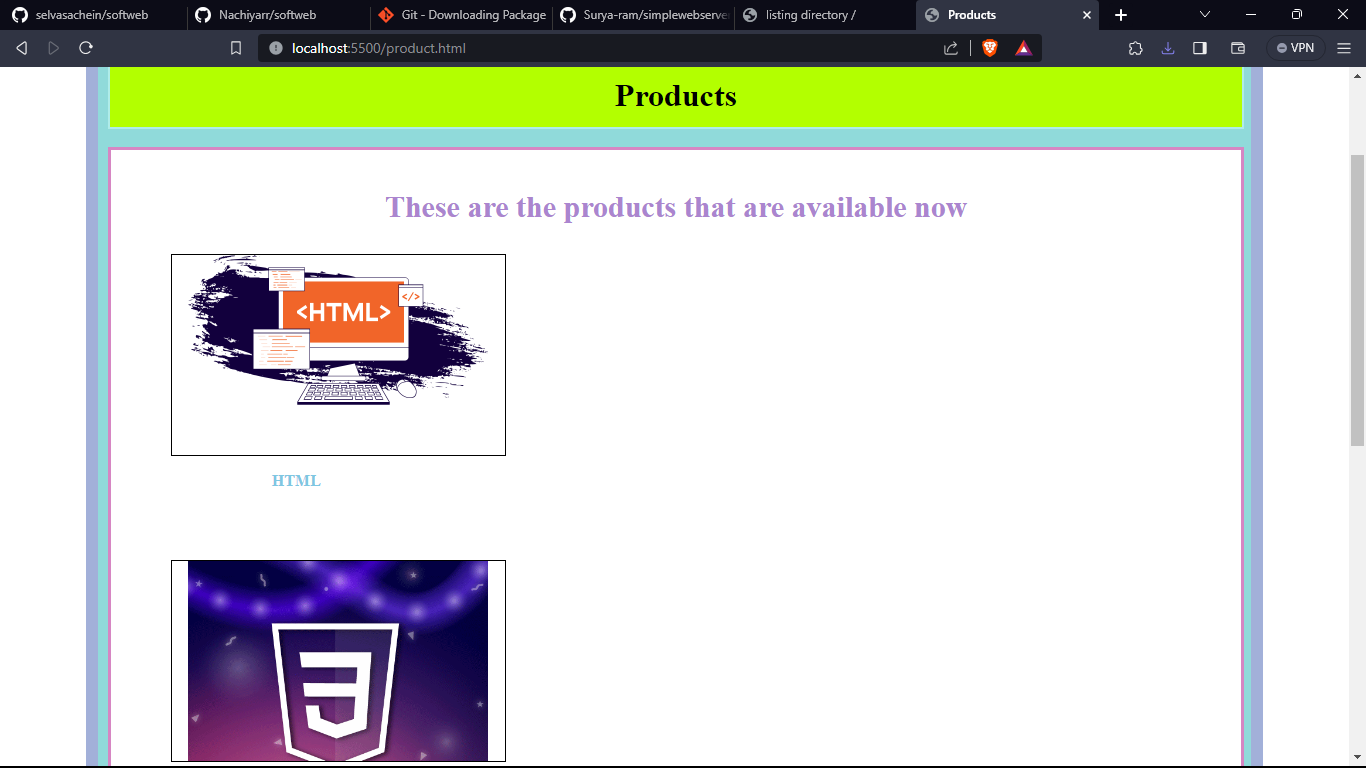 selvasachein/softweb
Nachiyarr/softweb
Git - Downloading Package
Surya-ram/simplewebserve
listing directory /
Products
localhost:5500/product.html
VPN
Products
These are the products that are available now
<HTML>
</>
HTML